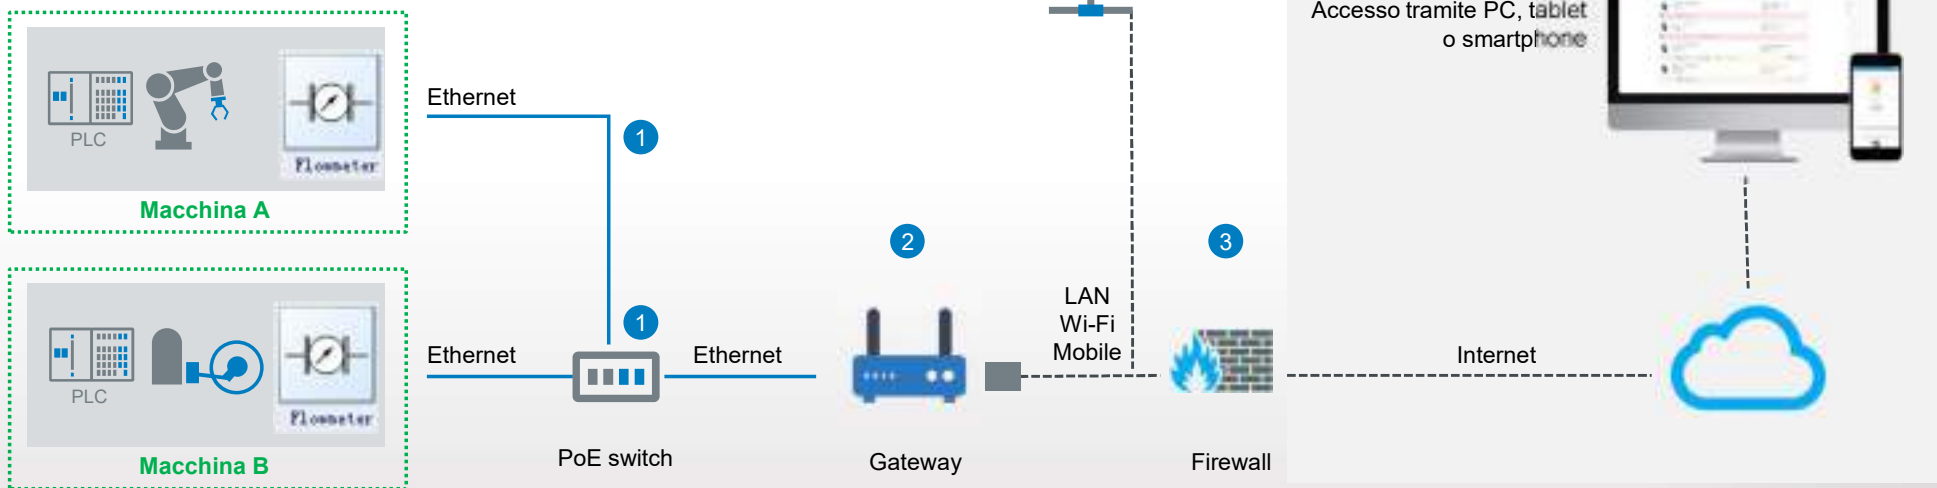 Accesso tramite PC, tablet
o smartphone
PLC
Flowmeter
Macchina A
Ethernet
1
2
3
PLC
Flowmeter
Macchina B
Ethernet
1
Ethernet
LAN
Wi-Fi
Mobile
Internet
PoE switch
Gateway
Firewall